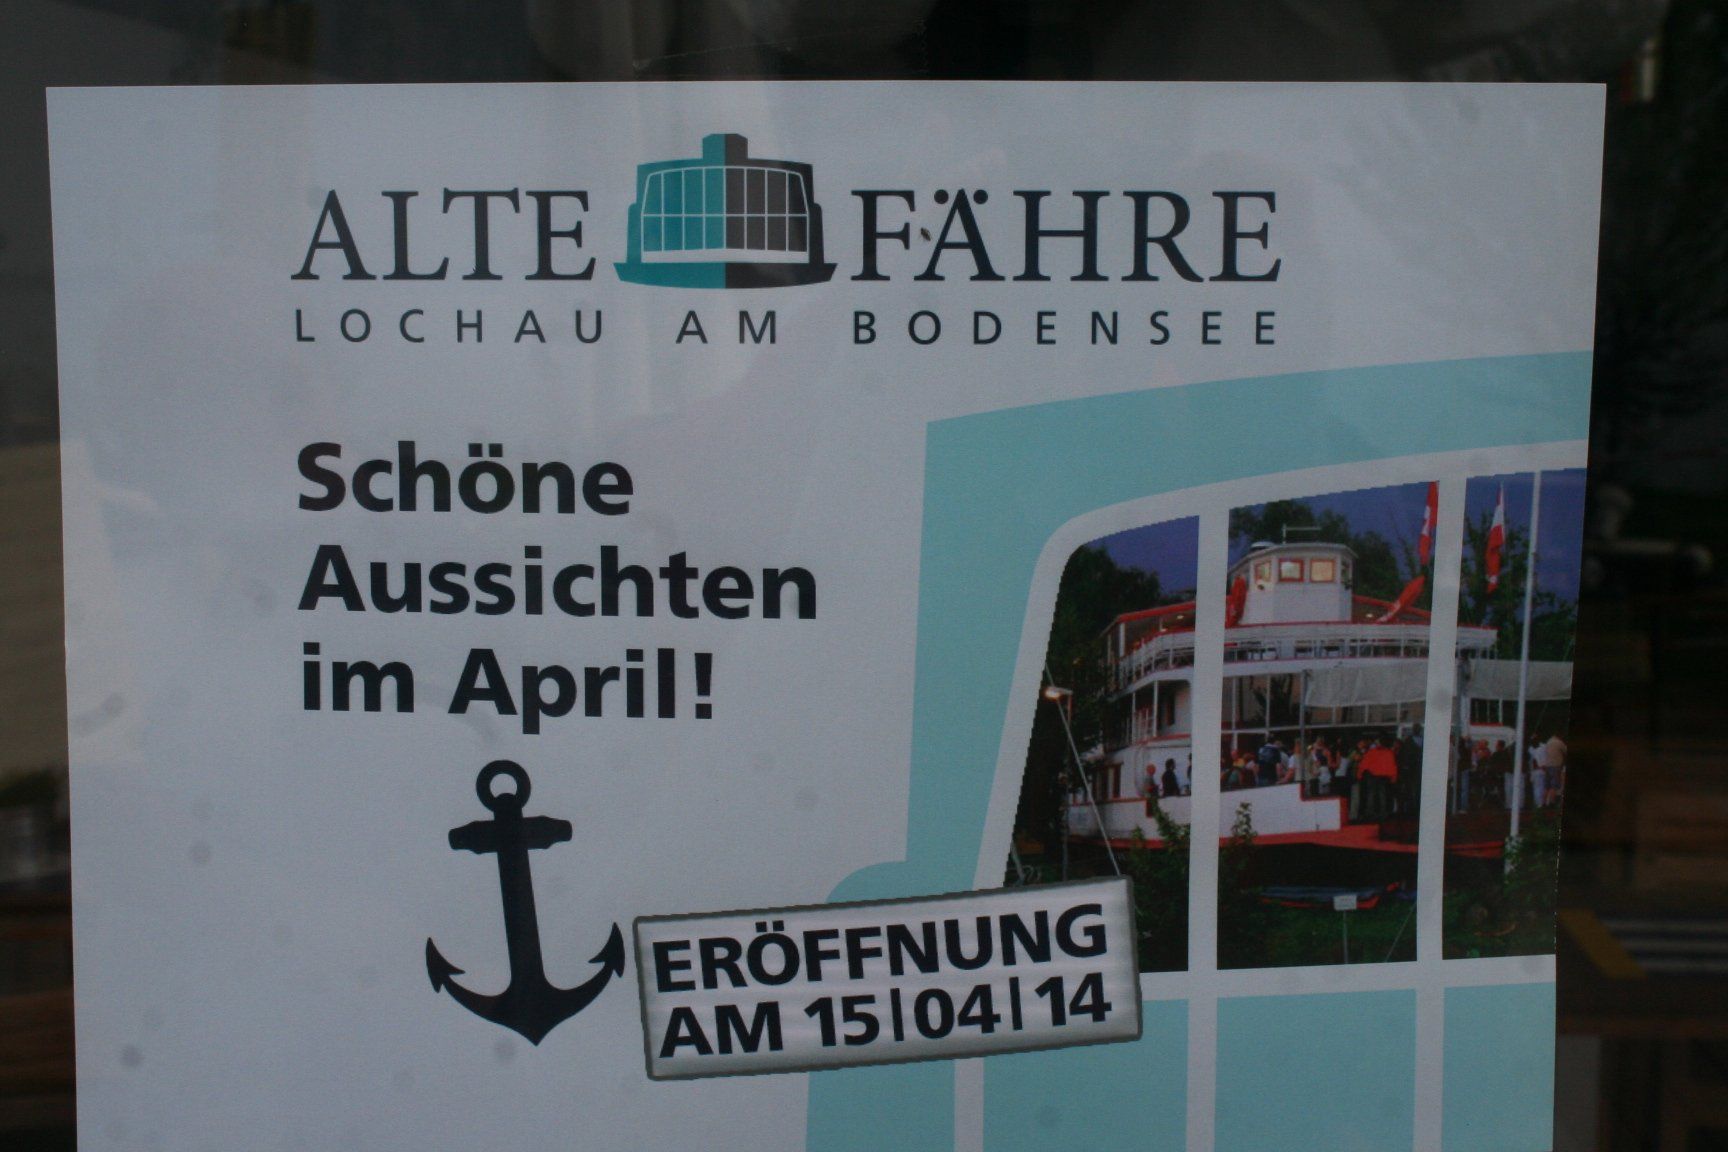 ALTE FÄHRE
LOCHAU AM BODENSEE
Schöne
Aussichten
im April!
ERÖFFNUNG
AM 15|04|14